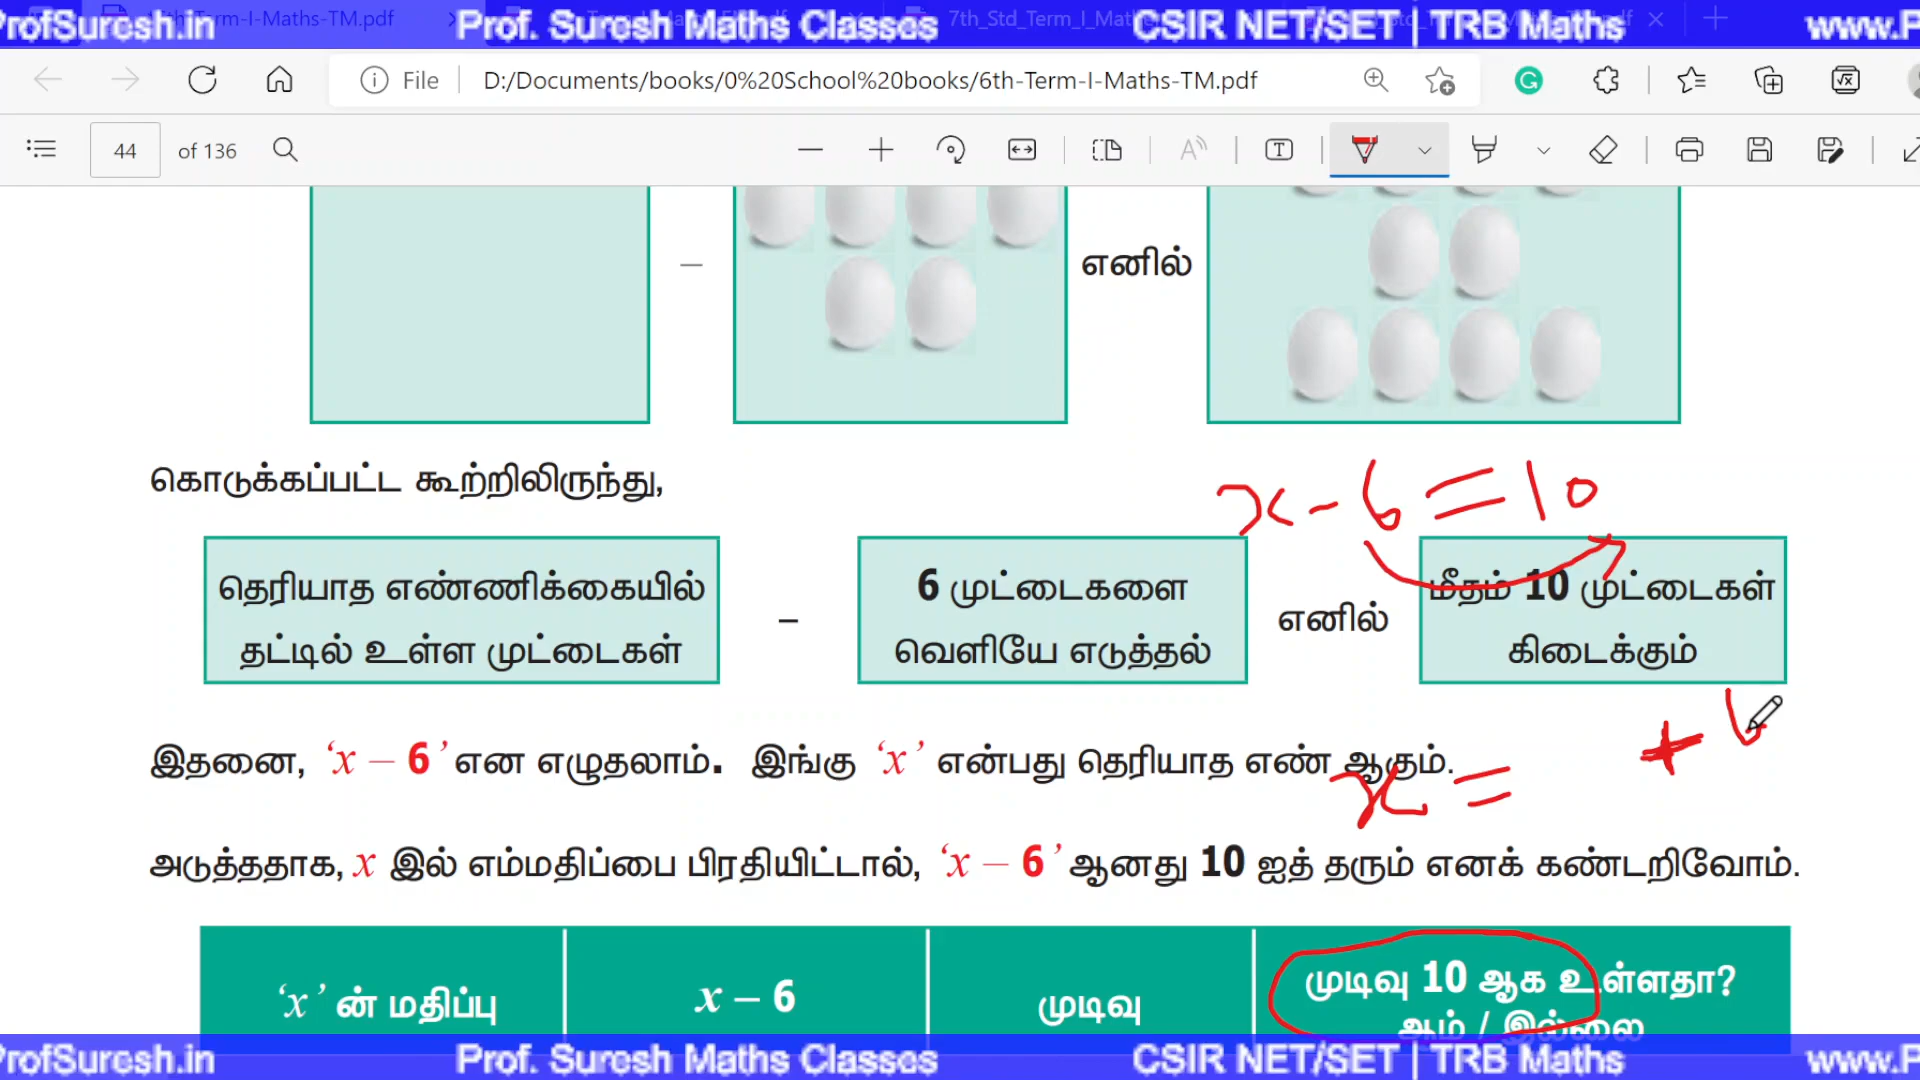 ProfSuresh.in Prof. Suresh Maths Classes CSIR NET/SET | TRB Maths www.P
File D:/Documents/books/0%20School%20books/6th-Term-I-Maths-TM.pdf
44 of 136
– எனில்
கொடுக்கப்பட்ட கூற்றிலிருந்து,
x - 6 = 10
தெரியாத எண்ணிக்கையில் தட்டில் உள்ள முட்டைகள் – 6 முட்டைகளை வெளியே எடுத்தல் எனில் மீதம் 10 முட்டைகள் கிடைக்கும்
+ 6
இதனை, ‘x – 6’ என எழுதலாம். இங்கு ‘x’ என்பது தெரியாத எண் ஆகும்.
x =
அடுத்ததாக, x இல் எம்மதிப்பை பிரதியிட்டால், ‘x – 6’ ஆனது 10 ஐத் தரும் எனக் கண்டறிவோம்.
‘x’ ன் மதிப்பு x – 6 முடிவு முடிவு 10 ஆக உள்ளதா? ஆம் / இல்லை
ProfSuresh.in Prof. Suresh Maths Classes CSIR NET/SET | TRB Maths www.P